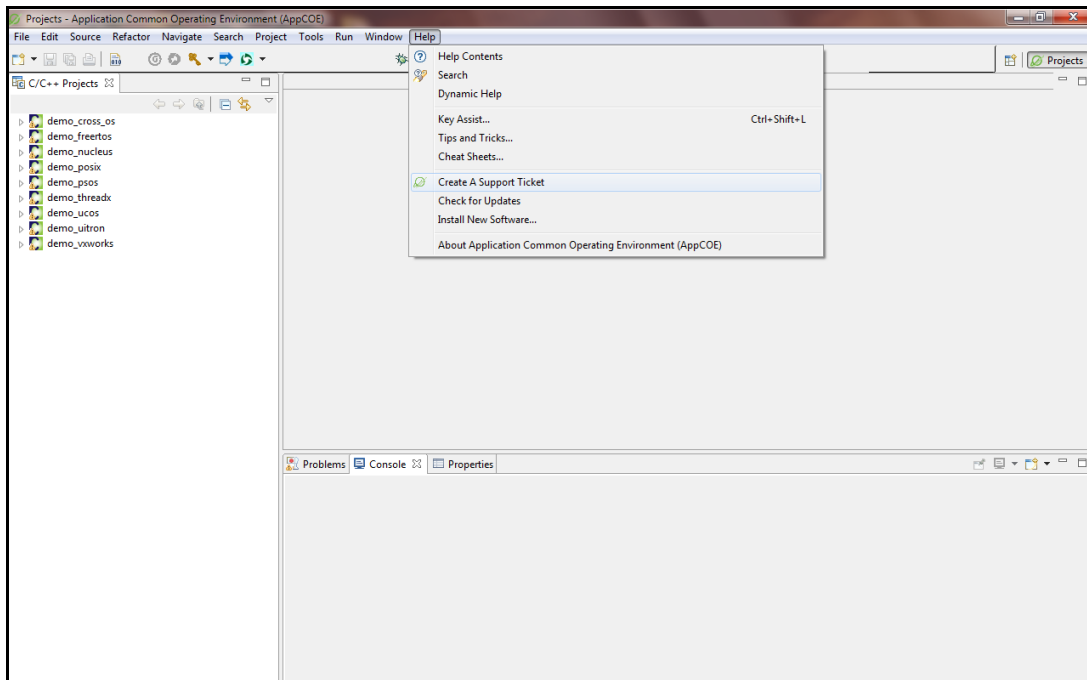 Projects - Application Common Operating Environment (AppCOE)
File Edit Source Refactor Navigate Search Project Tools Run Window Help
Projects
C/C++ Projects
demo_cross_os
demo_freertos
demo_nucleus
demo_posix
demo_psos
demo_threadx
demo_ucos
demo_uitron
demo_vxworks
Help Contents
Search
Dynamic Help
Key Assist... Ctrl+Shift+L
Tips and Tricks...
Cheat Sheets...
Create A Support Ticket
Check for Updates
Install New Software...
About Application Common Operating Environment (AppCOE)
Problems Console Properties